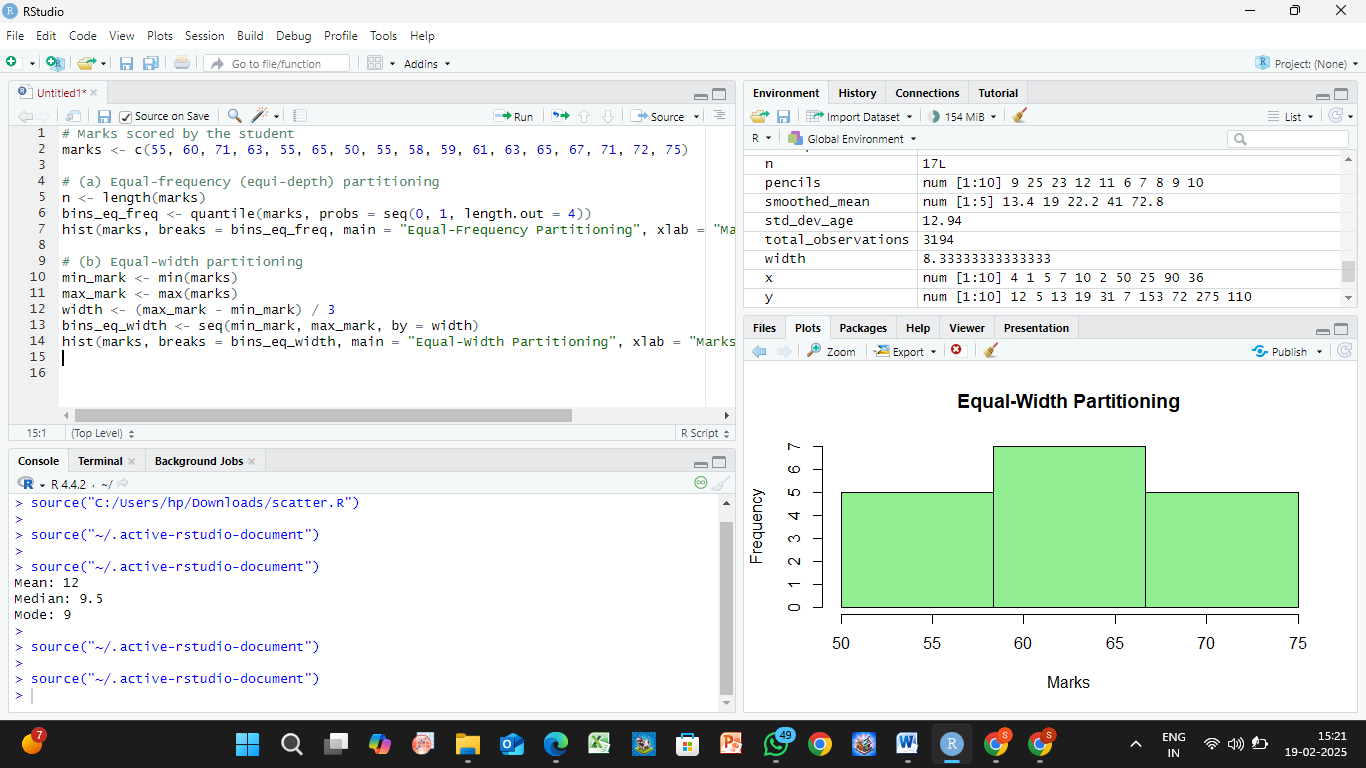 RStudio
File Edit Code View Plots Session Build Debug Profile Tools Help
Go to file/function Addins Project: (None)
Untitled1*
Source on Save Run Source
1 # Marks scored by the student
2 marks <- c(55, 60, 71, 63, 55, 65, 50, 55, 58, 59, 61, 63, 65, 67, 71, 72, 75)
3
4 # (a) Equal-frequency (equi-depth) partitioning
5 n <- length(marks)
6 bins_eq_freq <- quantile(marks, probs = seq(0, 1, length.out = 4))
7 hist(marks, breaks = bins_eq_freq, main = "Equal-Frequency Partitioning", xlab = "Ma
8
9 # (b) Equal-width partitioning
10 min_mark <- min(marks)
11 max_mark <- max(marks)
12 width <- (max_mark - min_mark) / 3
13 bins_eq_width <- seq(min_mark, max_mark, by = width)
14 hist(marks, breaks = bins_eq_width, main = "Equal-Width Partitioning", xlab = "Marks
15
16
15:1 (Top Level) R Script
Console Terminal Background Jobs
R 4.4.2 · ~/
> source("C:/Users/hp/Downloads/scatter.R")
>
> source("~/.active-rstudio-document")
>
> source("~/.active-rstudio-document")
Mean: 12
Median: 9.5
Mode: 9
>
> source("~/.active-rstudio-document")
>
> source("~/.active-rstudio-document")
>
Environment History Connections Tutorial
Import Dataset 154 MiB List
R Global Environment
n 17L
pencils num [1:10] 9 25 23 12 11 6 7 8 9 10
smoothed_mean num [1:5] 13.4 19 22.2 41 72.8
std_dev_age 12.94
total_observations 3194
width 8.33333333333333
x num [1:10] 4 1 5 7 10 2 50 25 90 36
y num [1:10] 12 5 13 19 31 7 153 72 275 110
Files Plots Packages Help Viewer Presentation
Zoom Export Publish
Equal-Width Partitioning
Frequency
7
6
5
4
3
2
1
0
50 55 60 65 70 75
Marks
7
49
S
S
ENG
IN
15:21
19-02-2025